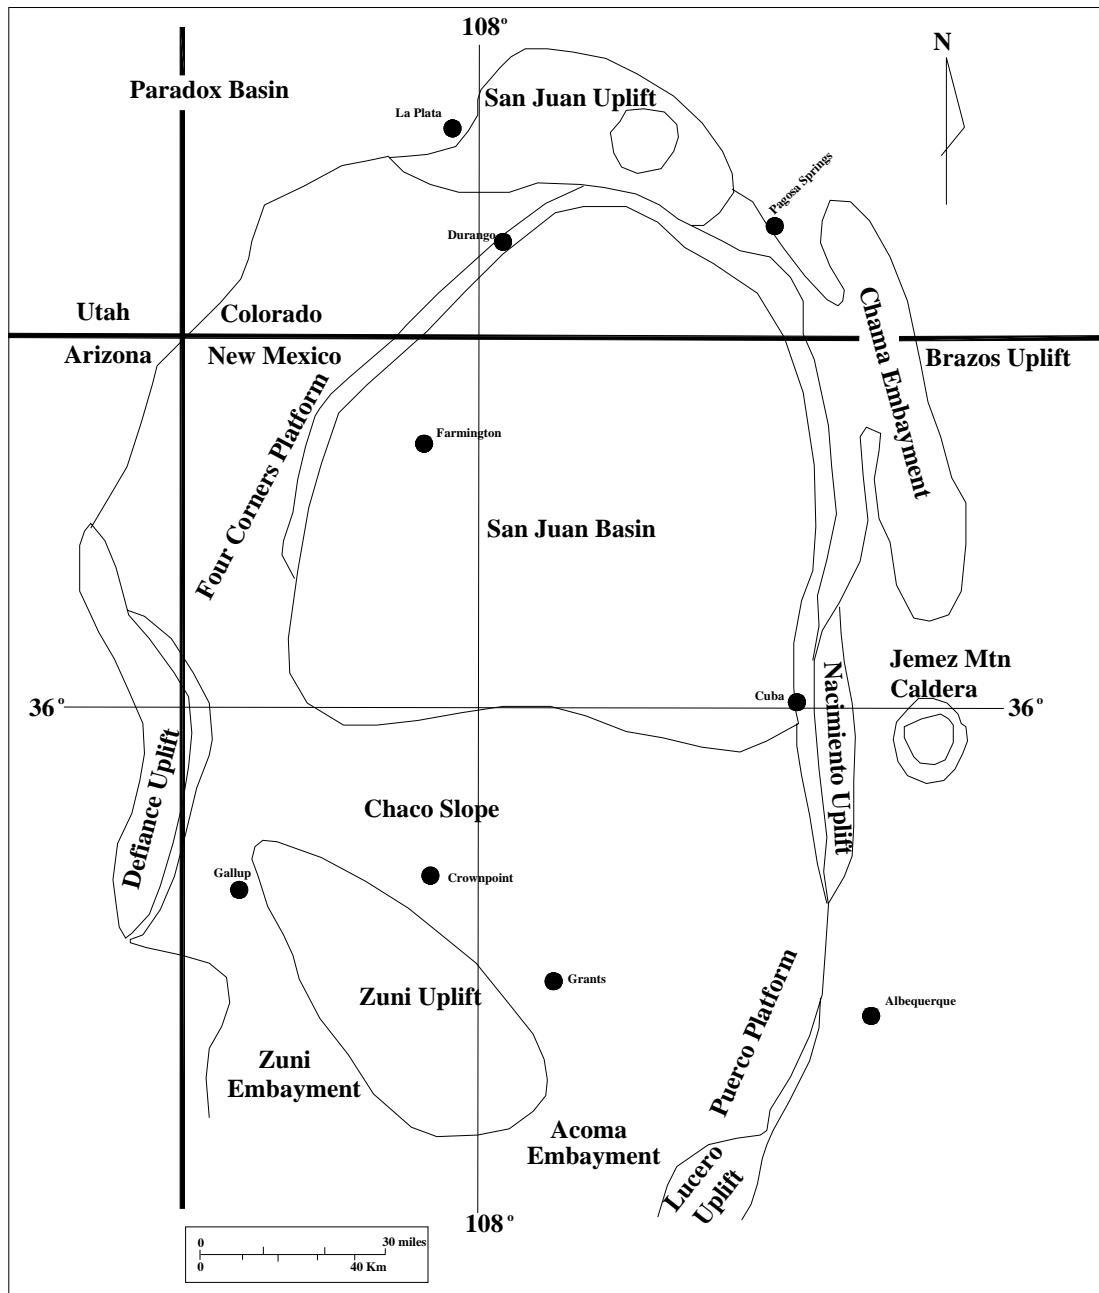 108°
N
Paradox Basin
San Juan Uplift
La Plata
Pagosa Springs
Durango
Utah
Colorado
Chama Embayment
Arizona
New Mexico
Brazos Uplift
Four Corners Platform
Farmington
San Juan Basin
Jemez Mtn
Caldera
Nacimiento Uplift
Cuba
36°
36°
Defiance Uplift
Chaco Slope
Gallup
Crownpoint
Grants
Zuni Uplift
Puerco Platform
Albequerque
Zuni
Embayment
Acoma
Embayment
Lucero
Uplift
108°
0
30 miles
0
40 Km